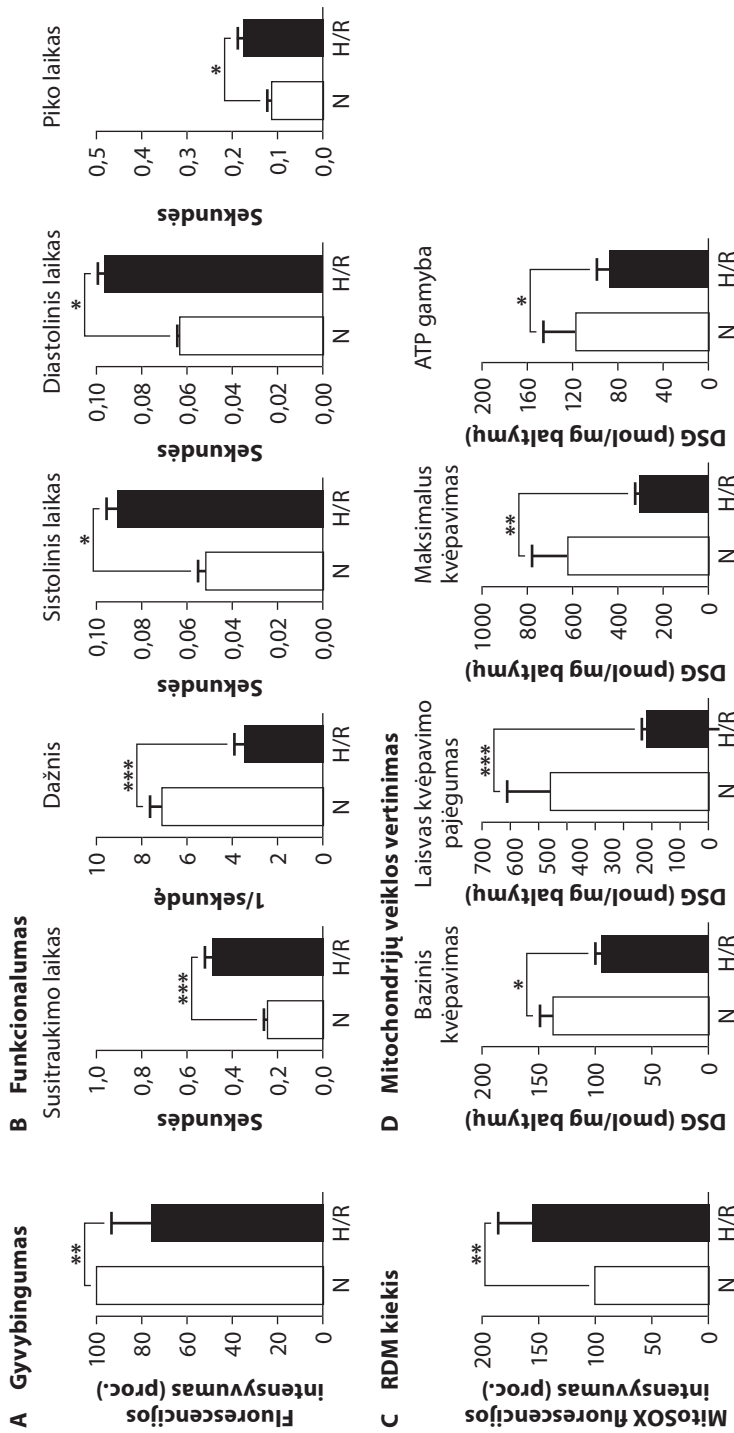 A Gyvybingumas
Fluorescencijos
intensyvumas (proc.)
100
80
60
40
20
0
**
N
H/R
B Funkcionalumas
Susitraukimo laikas
Sekundės
1,0
0,8
0,6
0,4
0,2
0,0
***
N
H/R
Dažnis
1/sekundę
10
8
6
4
2
0
***
N
H/R
Sistolinis laikas
Sekundės
0,10
0,08
0,06
0,04
0,02
0,00
*
N
H/R
Diastolinis laikas
Sekundės
0,10
0,08
0,06
0,04
0,02
0,00
*
N
H/R
Piko laikas
Sekundės
0,5
0,4
0,3
0,2
0,1
0,0
*
N
H/R
C RDM kiekis
MitoSOX fluorescencijos
intensyvumas (proc.)
200
150
100
50
0
**
N
H/R
D Mitochondrijų veiklos vertinimas
Bazinis
kvėpavimas
DSG (pmol/mg baltymų)
200
150
100
50
0
*
N
H/R
Laisvas kvėpavimo
pajėgumas
DSG (pmol/mg baltymų)
700
600
500
400
300
200
100
0
***
N
H/R
Maksimalus
kvėpavimas
DSG (pmol/mg baltymų)
1000
800
600
400
200
0
**
N
H/R
ATP gamyba
DSG (pmol/mg baltymų)
200
160
120
80
40
0
*
N
H/R